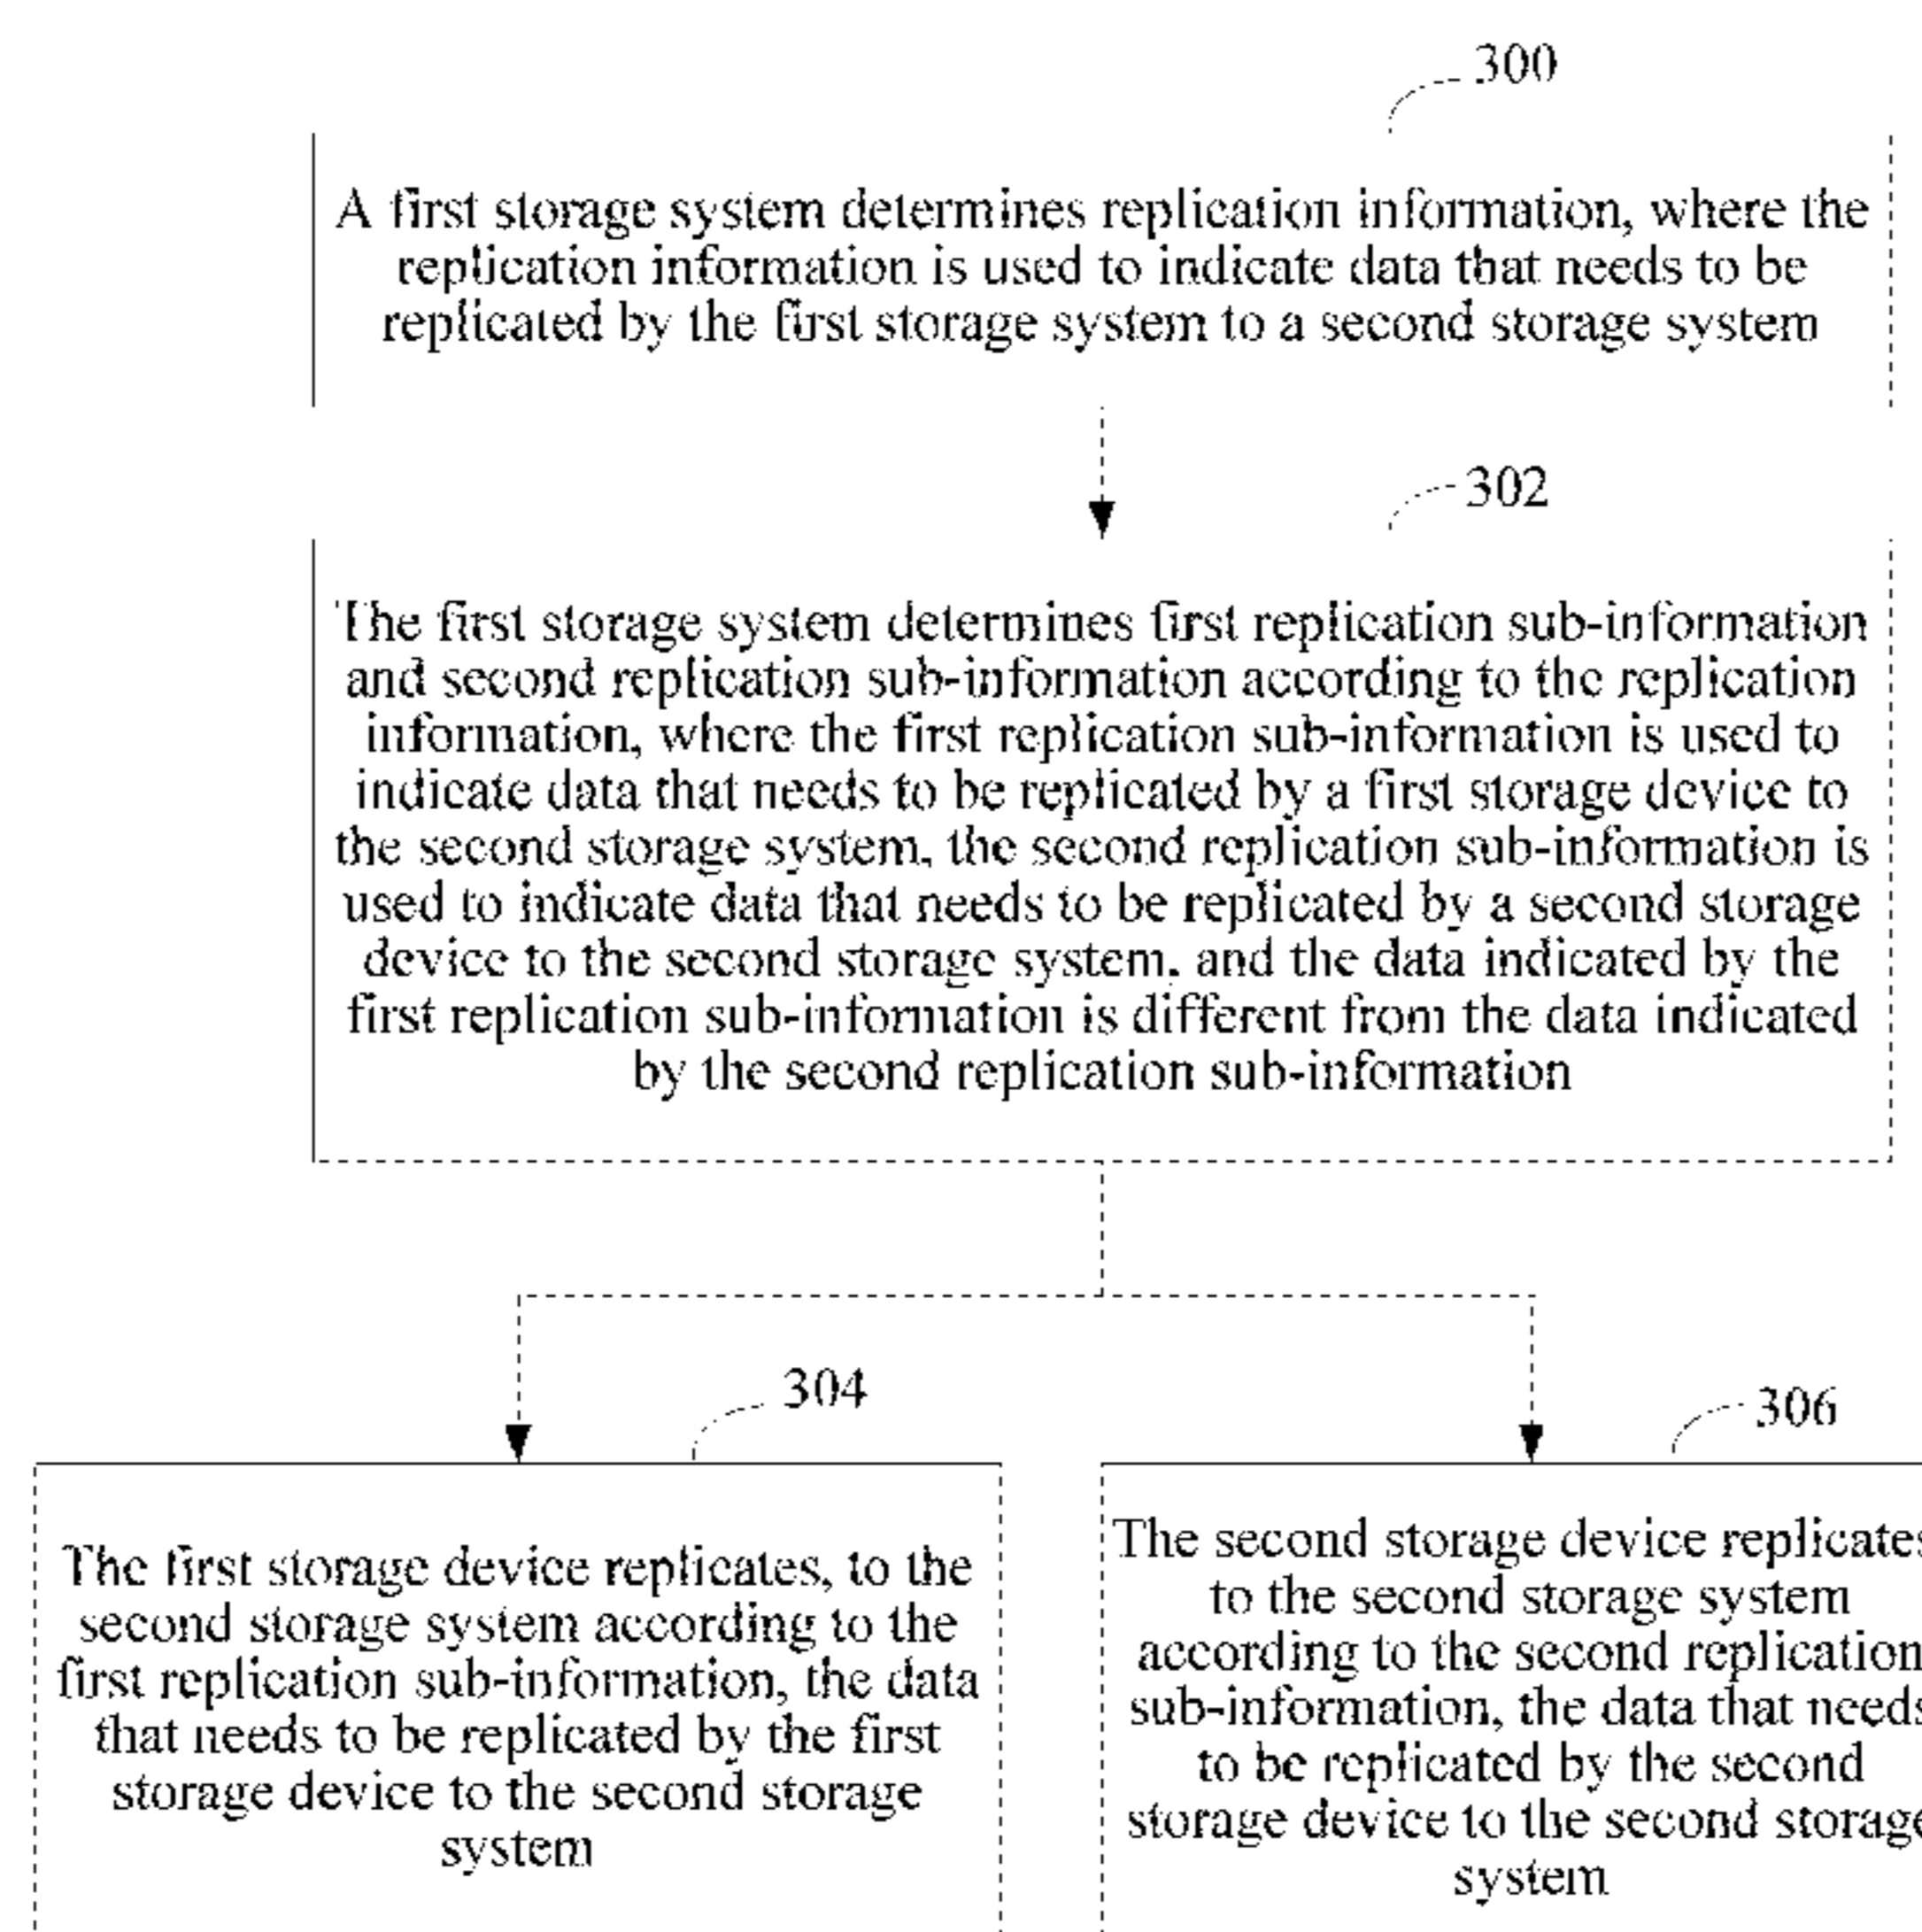 300
A first storage system determines replication information, where the
replication information is used to indicate data that needs to be
replicated by the first storage system to a second storage system
302
The first storage system determines first replication sub-information
and second replication sub-information according to the replication
information, where the first replication sub-information is used to
indicate data that needs to be replicated by a first storage device to
the second storage system, the second replication sub-information is
used to indicate data that needs to be replicated by a second storage
device to the second storage system, and the data indicated by the
first replication sub-information is different from the data indicated
by the second replication sub-information
304
The first storage device replicates, to the
second storage system according to the
first replication sub-information, the data
that needs to be replicated by the first
storage device to the second storage
system
306
The second storage device replicates
to the second storage system
according to the second replication
sub-information, the data that needs
to be replicated by the second
storage device to the second storage
system